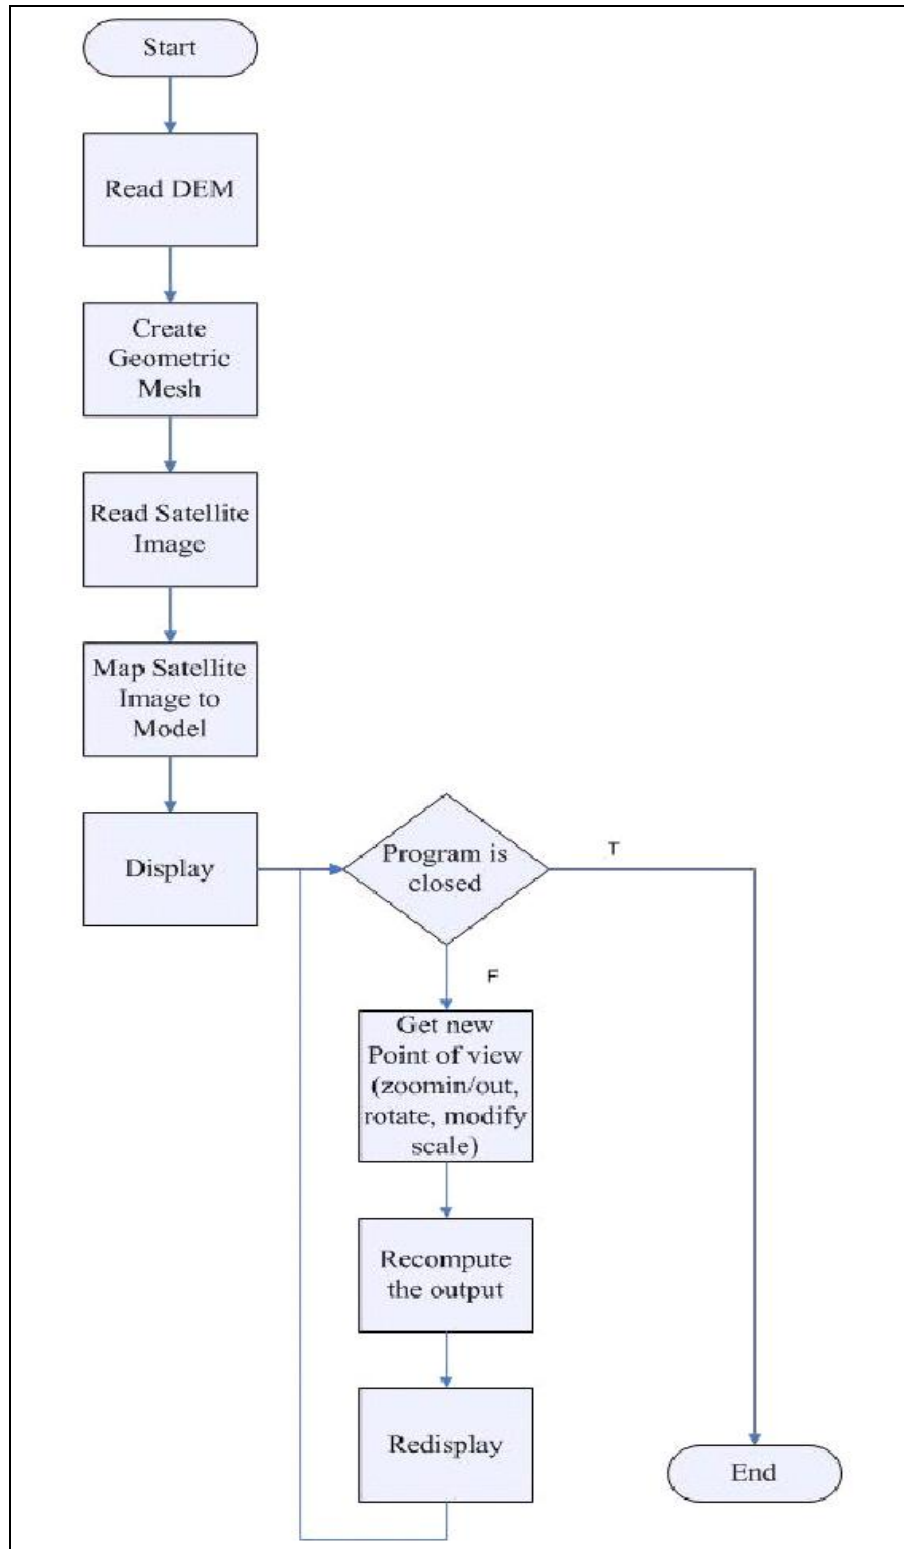 Start
Read DEM
Create
Geometric
Mesh
Read Satellite
Image
Map Satellite
Image to
Model
Display
Program is
closed
T
F
Get new
Point of view
(zoomin/out,
rotate, modify
scale)
Recompute
the output
Redisplay
End